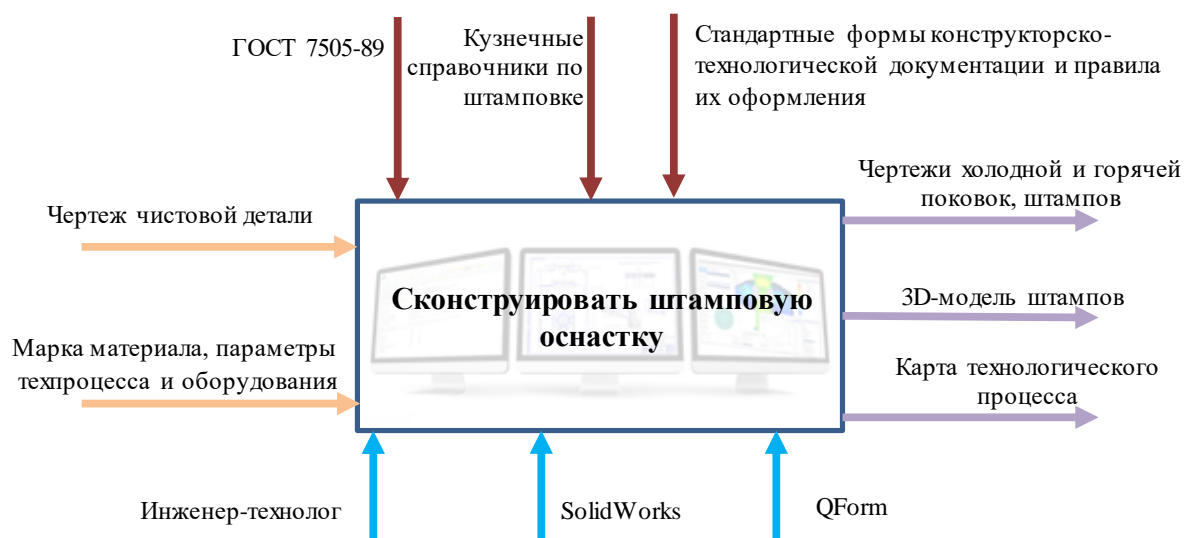 ГОСТ 7505-89
Кузнечные
справочники по
штамповке
Стандартные формы конструкторско-
технологической документации и правила
их оформления
Чертеж чистовой детали
Марка материала, параметры
техпроцесса и оборудования
Сконструировать штамповую
оснастку
Чертежи холодной и горячей
поковок, штампов
3D-модель штампов
Карта технологического
процесса
Инженер-технолог
SolidWorks
QForm